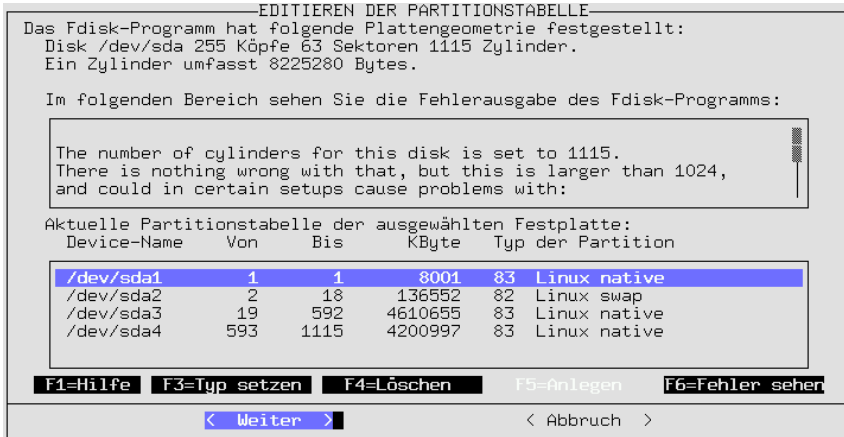 EDITIEREN DER PARTITIONSTABELLE
Das Fdisk-Programm hat folgende Plattengeometrie festgestellt:
Disk /dev/sda 255 Köpfe 63 Sektoren 1115 Zylinder.
Ein Zylinder umfasst 8225280 Bytes.
Im folgenden Bereich sehen Sie die Fehlerausgabe des Fdisk-Programms:
The number of cylinders for this disk is set to 1115.
There is nothing wrong with that, but this is larger than 1024,
and could in certain setups cause problems with:
Aktuelle Partitionstabelle der ausgewählten Festplatte:
Device-Name Von Bis KByte Typ der Partition
/dev/sda1 1 1 8001 83 Linux native
/dev/sda2 2 18 136552 82 Linux swap
/dev/sda3 19 592 4610655 83 Linux native
/dev/sda4 593 1115 4200997 83 Linux native
F1=Hilfe F3=Typ setzen F4=Löschen F5=Anlegen F6=Fehler sehen
< Weiter > < Abbruch >